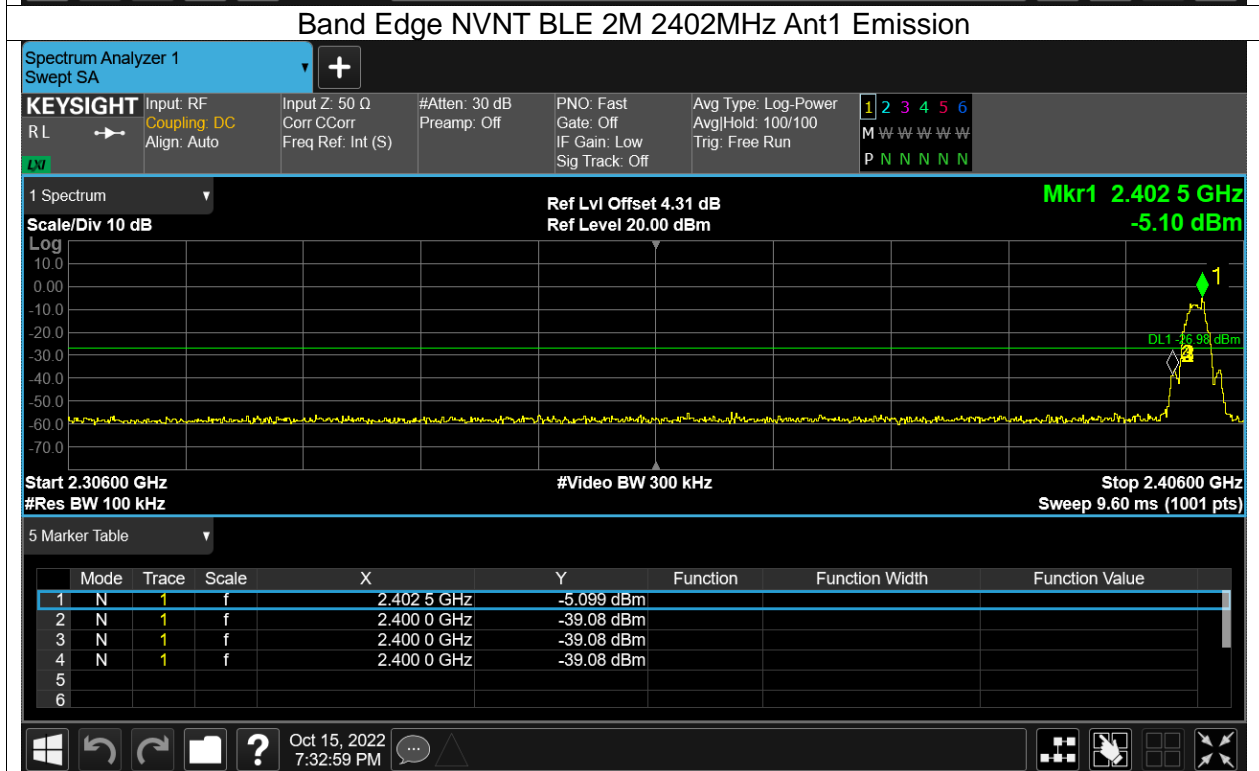 Band Edge NVNT BLE 2M 2402MHz Ant1 Emission
Spectrum Analyzer 1
Swept SA
KEYSIGHT
R L
LXI
Input: RF
Coupling: DC
Align: Auto
Input Z: 50 Ω
Corr CCorr
Freq Ref: Int (S)
#Atten: 30 dB
Preamp: Off
PNO: Fast
Gate: Off
IF Gain: Low
Sig Track: Off
Avg Type: Log-Power
Avg|Hold: 100/100
Trig: Free Run
1 2 3 4 5 6
M W W W W W
P N N N N N
1 Spectrum
Scale/Div 10 dB
Ref Lvl Offset 4.31 dB
Ref Level 20.00 dBm
Mkr1 2.402 5 GHz
-5.10 dBm
Log
10.0
0.00
-10.0
-20.0
-30.0
-40.0
-50.0
-60.0
-70.0
1
DL1 -26.98 dBm
Start 2.30600 GHz
#Res BW 100 kHz
#Video BW 300 kHz
Stop 2.40600 GHz
Sweep 9.60 ms (1001 pts)
5 Marker Table
Mode Trace Scale X Y Function Function Width Function Value
1 N 1 f 2.402 5 GHz -5.099 dBm
2 N 1 f 2.400 0 GHz -39.08 dBm
3 N 1 f 2.400 0 GHz -39.08 dBm
4 N 1 f 2.400 0 GHz -39.08 dBm
5
6
?
Oct 15, 2022
7:32:59 PM